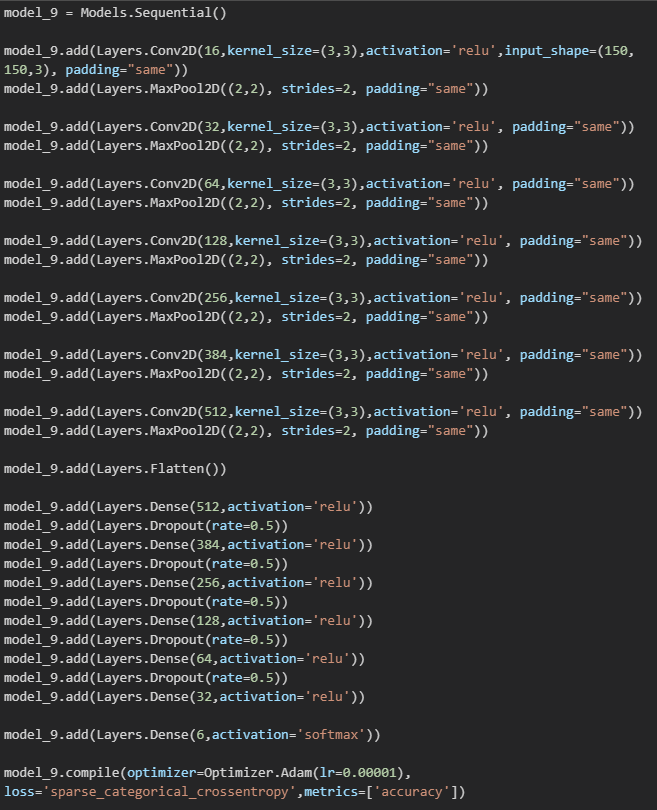 model_9 = Models.Sequential()
model_9.add(Layers.Conv2D(16,kernel_size=(3,3),activation='relu',input_shape=(150,
150,3), padding="same"))
model_9.add(Layers.MaxPool2D((2,2), strides=2, padding="same"))
model_9.add(Layers.Conv2D(32,kernel_size=(3,3),activation='relu', padding="same"))
model_9.add(Layers.MaxPool2D((2,2), strides=2, padding="same"))
model_9.add(Layers.Conv2D(64,kernel_size=(3,3),activation='relu', padding="same"))
model_9.add(Layers.MaxPool2D((2,2), strides=2, padding="same"))
model_9.add(Layers.Conv2D(128,kernel_size=(3,3),activation='relu', padding="same"))
model_9.add(Layers.MaxPool2D((2,2), strides=2, padding="same"))
model_9.add(Layers.Conv2D(256,kernel_size=(3,3),activation='relu', padding="same"))
model_9.add(Layers.MaxPool2D((2,2), strides=2, padding="same"))
model_9.add(Layers.Conv2D(384,kernel_size=(3,3),activation='relu', padding="same"))
model_9.add(Layers.MaxPool2D((2,2), strides=2, padding="same"))
model_9.add(Layers.Conv2D(512,kernel_size=(3,3),activation='relu', padding="same"))
model_9.add(Layers.MaxPool2D((2,2), strides=2, padding="same"))
model_9.add(Layers.Flatten())
model_9.add(Layers.Dense(512,activation='relu'))
model_9.add(Layers.Dropout(rate=0.5))
model_9.add(Layers.Dense(384,activation='relu'))
model_9.add(Layers.Dropout(rate=0.5))
model_9.add(Layers.Dense(256,activation='relu'))
model_9.add(Layers.Dropout(rate=0.5))
model_9.add(Layers.Dense(128,activation='relu'))
model_9.add(Layers.Dropout(rate=0.5))
model_9.add(Layers.Dense(64,activation='relu'))
model_9.add(Layers.Dropout(rate=0.5))
model_9.add(Layers.Dense(32,activation='relu'))
model_9.add(Layers.Dense(6,activation='softmax'))
model_9.compile(optimizer=Optimizer.Adam(lr=0.00001),
loss='sparse_categorical_crossentropy',metrics=['accuracy'])